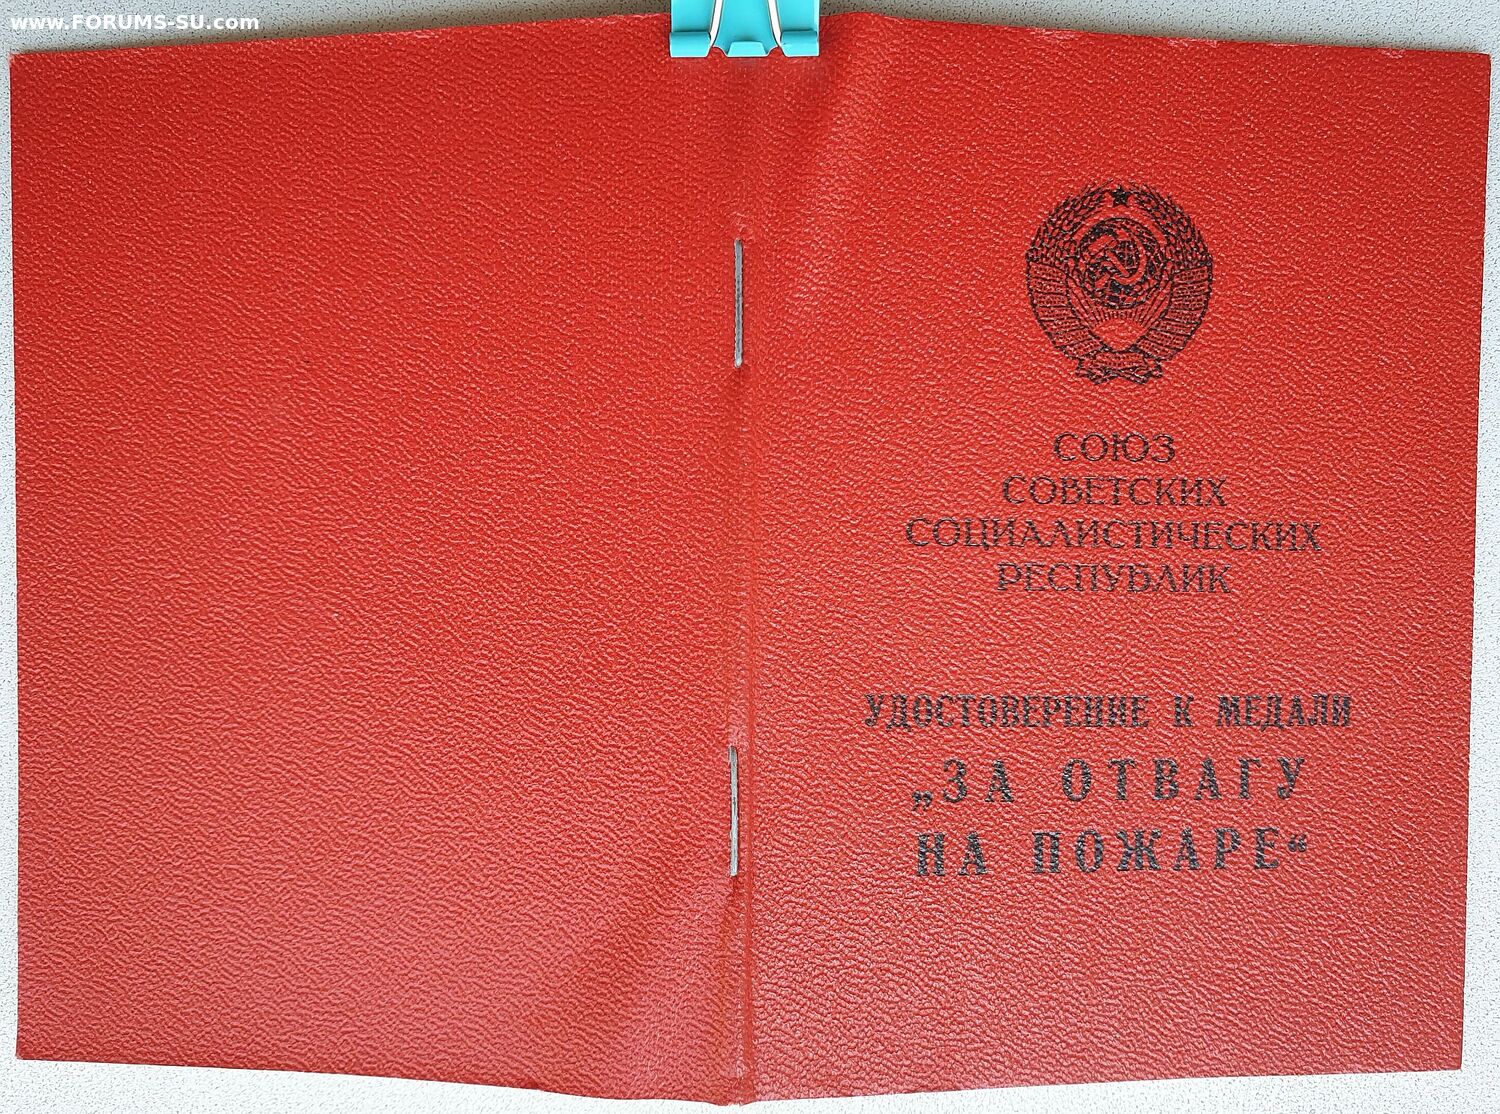 www.FORUMS-SU.com
СОЮЗ
СОВЕТСКИХ
СОЦИАЛИСТИЧЕСКИХ
РЕСПУБЛИК
УДОСТОВЕРЕНИЕ К МЕДАЛИ
„ЗА ОТВАГУ
НА ПОЖАРЕ“